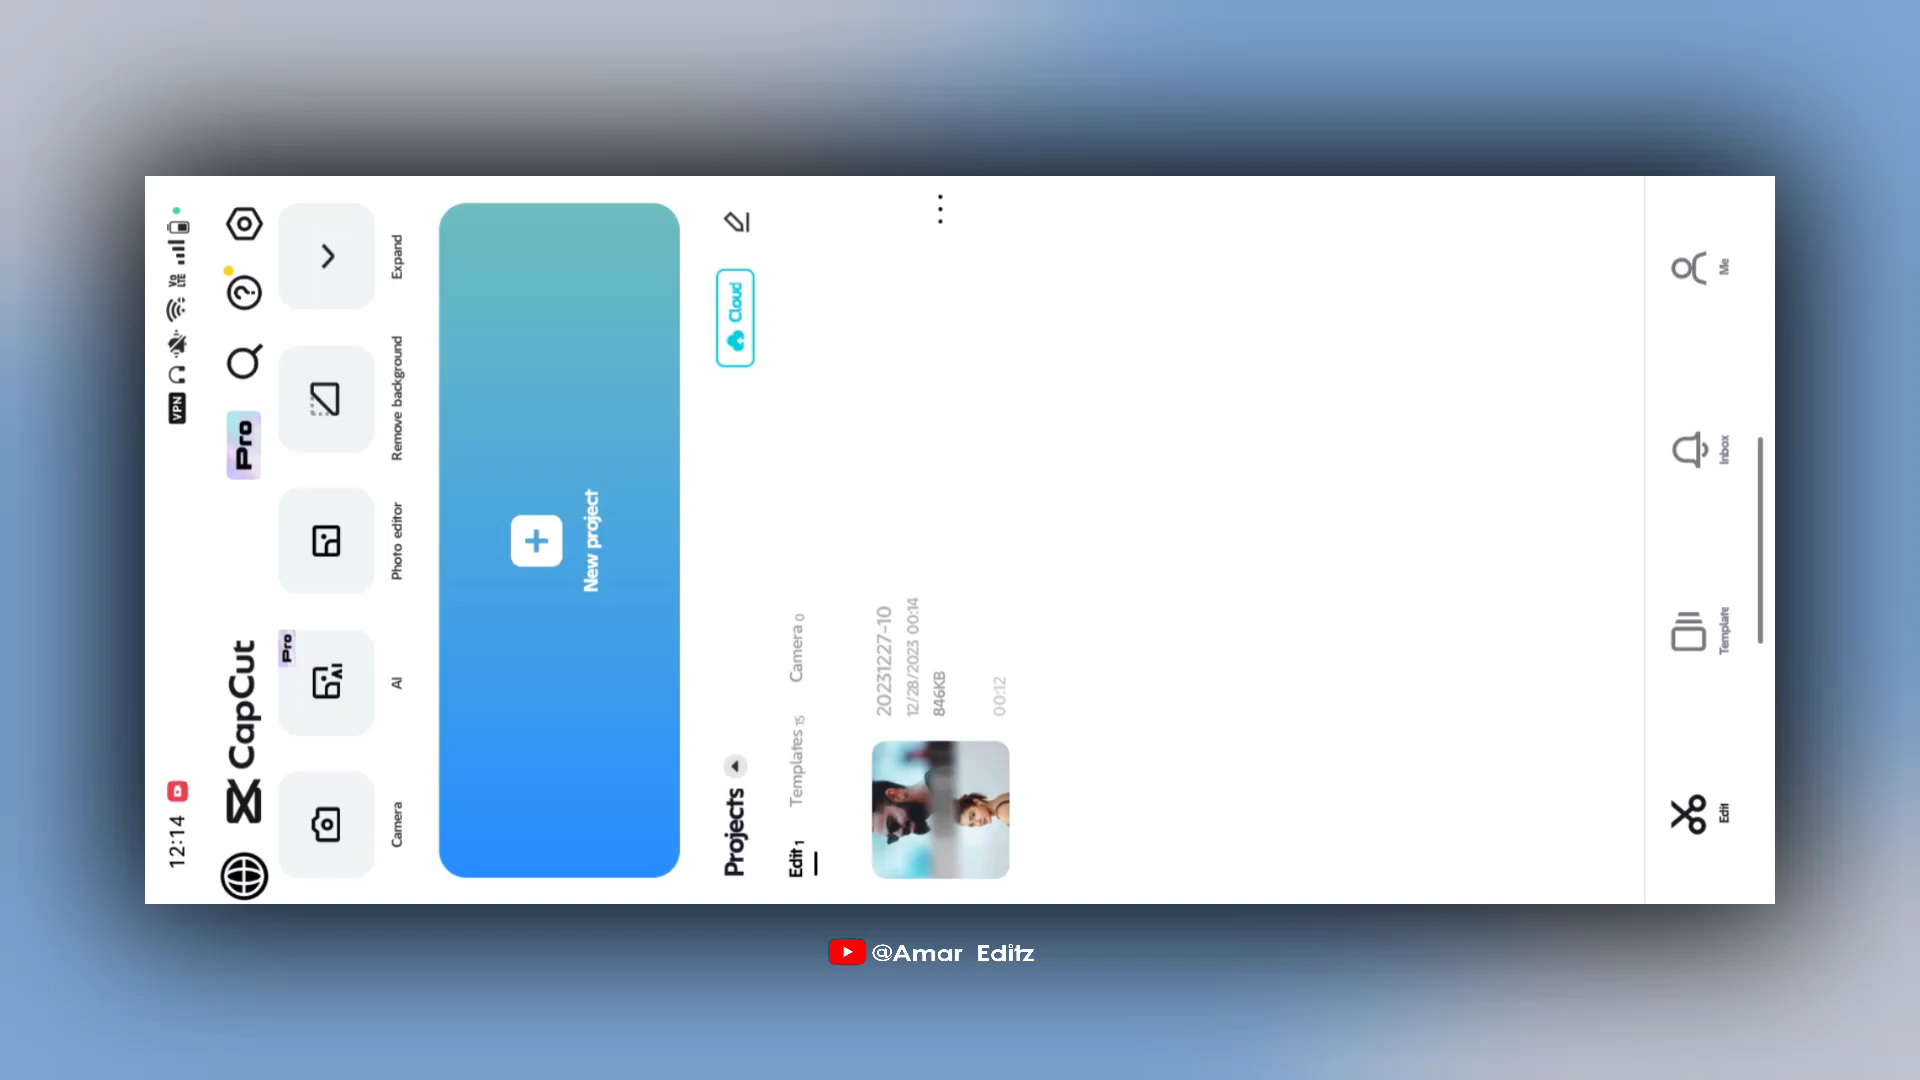 12:14
VPN
Vo
LTE
CapCut
Pro
Pro
Camera
AI
Photo editor
Remove background
Expand
New project
Projects
Cloud
Edit 1
Templates 15
Camera 0
20231227-10
12/28/2023 00:14
846KB
00:12
Edit
Template
Inbox
Me
@Amar Editz